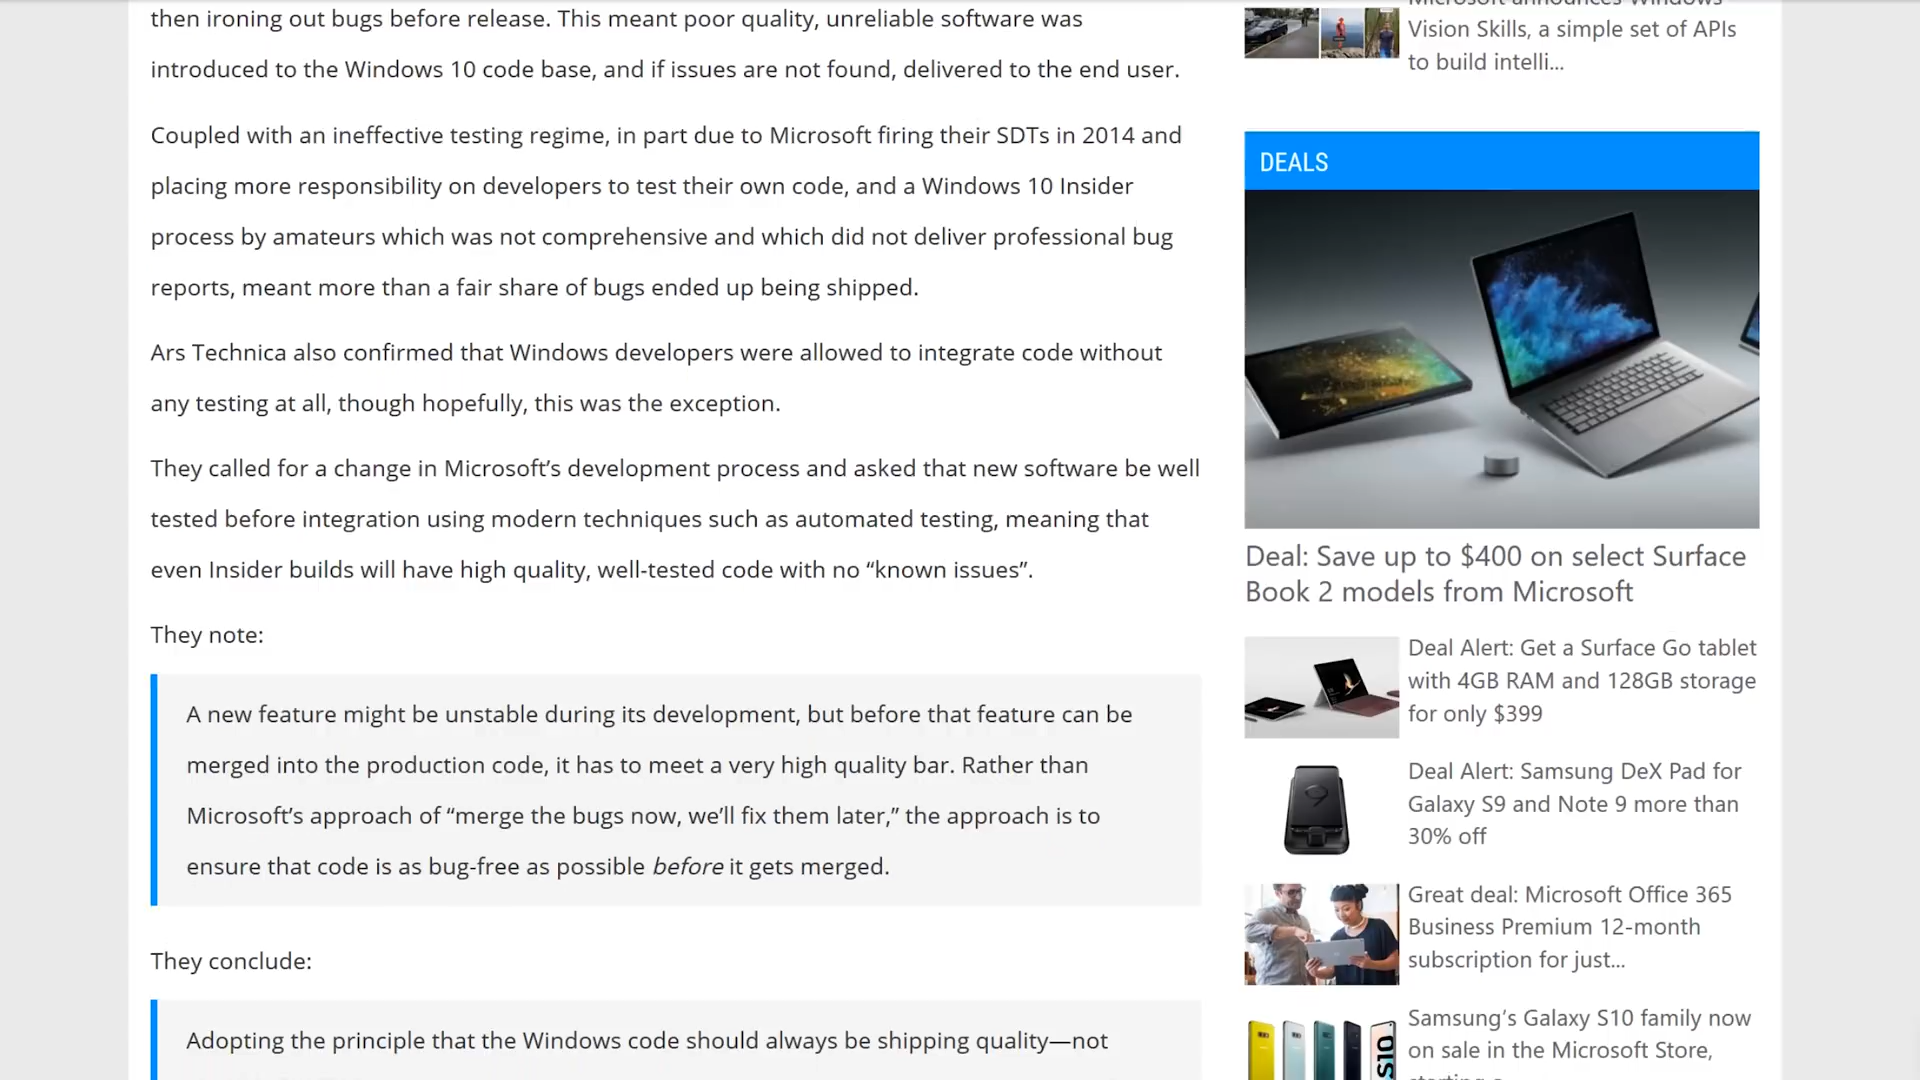 then ironing out bugs before release. This meant poor quality, unreliable software was
introduced to the Windows 10 code base, and if issues are not found, delivered to the end user.
Coupled with an ineffective testing regime, in part due to Microsoft firing their SDTs in 2014 and
placing more responsibility on developers to test their own code, and a Windows 10 Insider
process by amateurs which was not comprehensive and which did not deliver professional bug
reports, meant more than a fair share of bugs ended up being shipped.
Ars Technica also confirmed that Windows developers were allowed to integrate code without
any testing at all, though hopefully, this was the exception.
They called for a change in Microsoft’s development process and asked that new software be well
tested before integration using modern techniques such as automated testing, meaning that
even Insider builds will have high quality, well-tested code with no “known issues”.
They note:
A new feature might be unstable during its development, but before that feature can be
merged into the production code, it has to meet a very high quality bar. Rather than
Microsoft’s approach of “merge the bugs now, we’ll fix them later,” the approach is to
ensure that code is as bug-free as possible before it gets merged.
They conclude:
Adopting the principle that the Windows code should always be shipping quality—not
Microsoft announces Windows
Vision Skills, a simple set of APIs
to build intelli...
DEALS
Deal: Save up to $400 on select Surface
Book 2 models from Microsoft
Deal Alert: Get a Surface Go tablet
with 4GB RAM and 128GB storage
for only $399
Deal Alert: Samsung DeX Pad for
Galaxy S9 and Note 9 more than
30% off
Great deal: Microsoft Office 365
Business Premium 12-month
subscription for just...
S10
Samsung’s Galaxy S10 family now
on sale in the Microsoft Store,